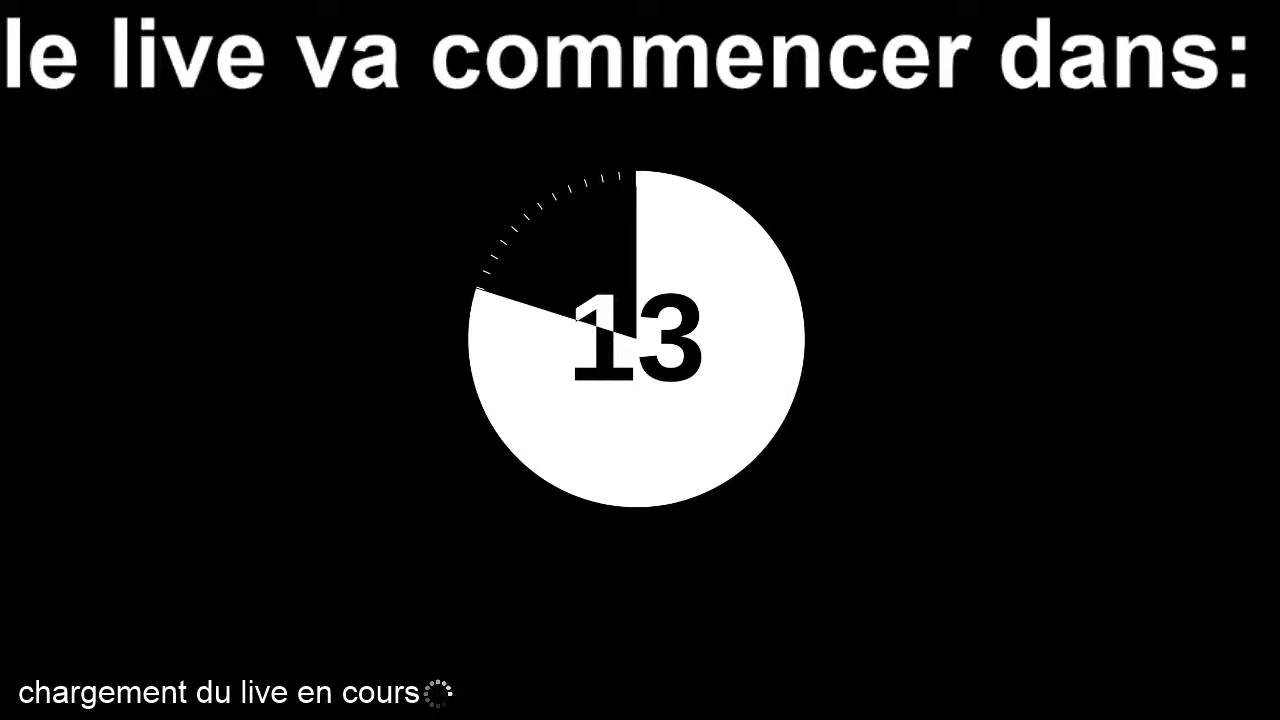 le live va commencer dans:
13
chargement du live en cours